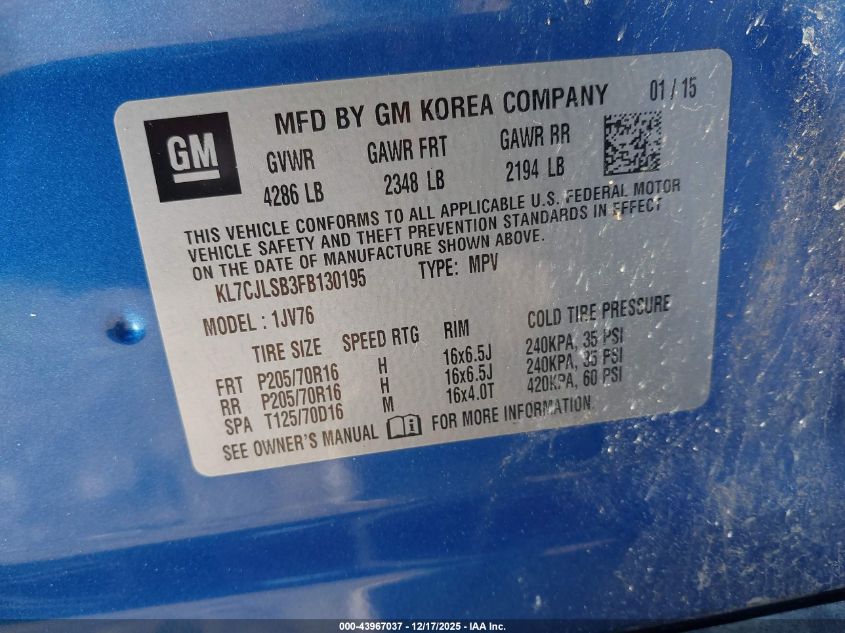 MFD BY GM KOREA COMPANY 01 / 15
GM
GVWR GAWR FRT GAWR RR
4286 LB 2348 LB 2194 LB
THIS VEHICLE CONFORMS TO ALL APPLICABLE U.S. FEDERAL MOTOR
VEHICLE SAFETY AND THEFT PREVENTION STANDARDS IN EFFECT
ON THE DATE OF MANUFACTURE SHOWN ABOVE.
KL7CJLSB3FB130195 TYPE: MPV
MODEL : 1JV76
TIRE SIZE SPEED RTG RIM COLD TIRE PRESSURE
FRT P205/70R16 H 16x6.5J 240KPA, 35 PSI
RR P205/70R16 H 16x6.5J 240KPA, 35 PSI
SPA T125/70D16 M 16x4.0T 420KPA, 60 PSI
SEE OWNER'S MANUAL i FOR MORE INFORMATION.
000-43967037 - 12/17/2025 - IAA Inc.